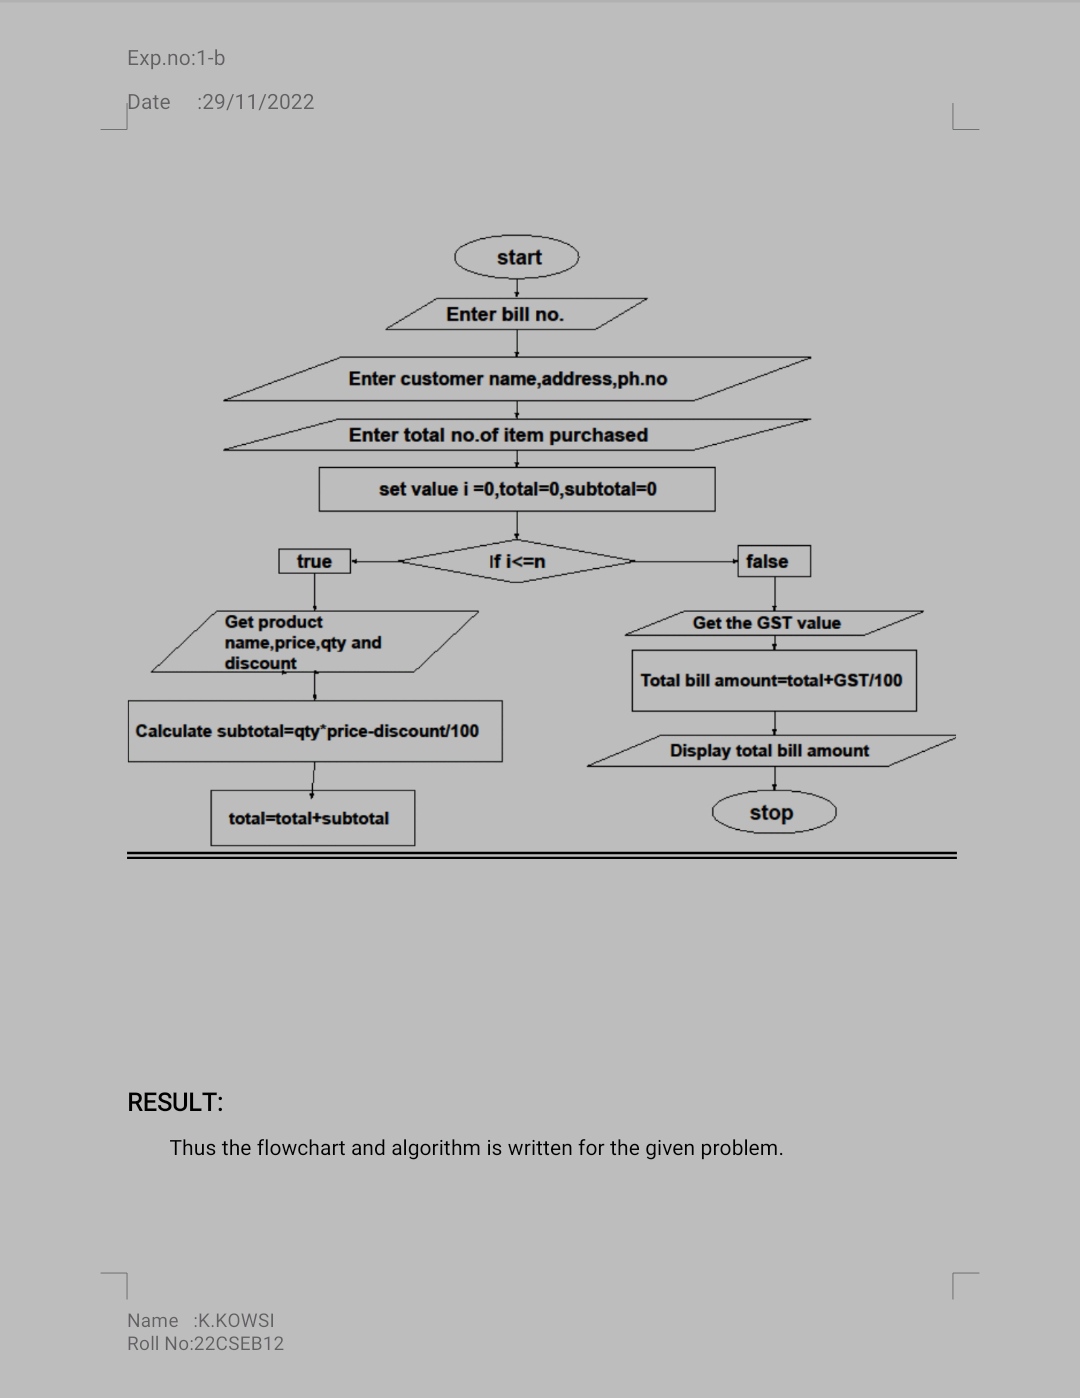 Exp.no:1-b
Date :29/11/2022
start
Enter bill no.
Enter customer name,address,ph.no
Enter total no.of item purchased
set value i =0,total=0,subtotal=0
If i<=n
true
false
Get product
name,price,qty and
discount
Calculate subtotal=qty*price-discount/100
total=total+subtotal
Get the GST value
Total bill amount=total+GST/100
Display total bill amount
stop
RESULT:
Thus the flowchart and algorithm is written for the given problem.
Name :K.KOWSI
Roll No:22CSEB12